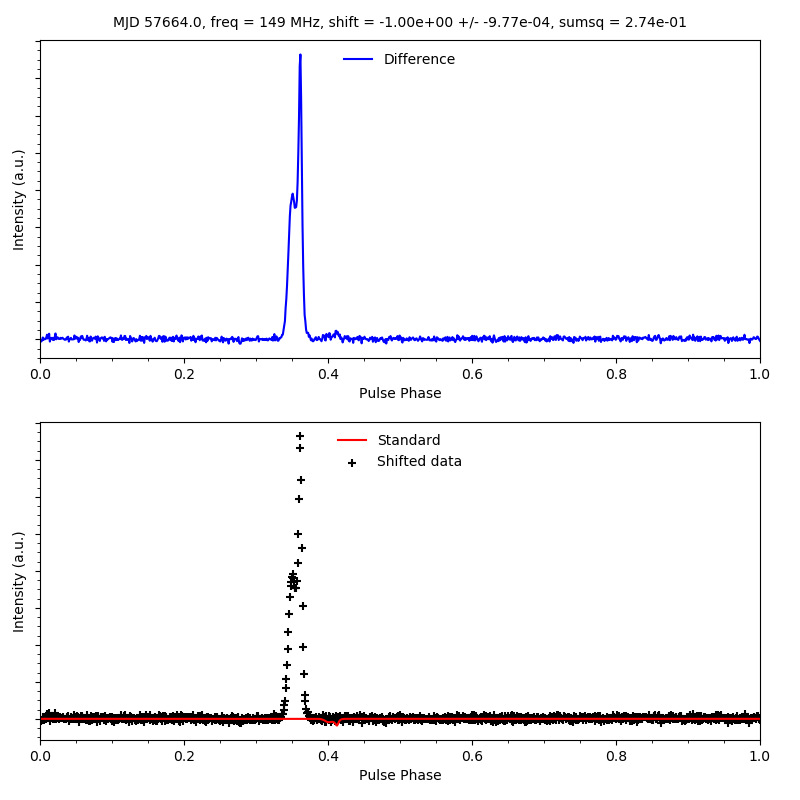 MJD 57664.0, freq = 149 MHz, shift = -1.00e+00 +/- -9.77e-04, sumsq = 2.74e-01
Difference
Intensity (a.u.)
0.0 0.2 0.4 0.6 0.8 1.0
Pulse Phase
Standard
Shifted data
Intensity (a.u.)
0.0 0.2 0.4 0.6 0.8 1.0
Pulse Phase